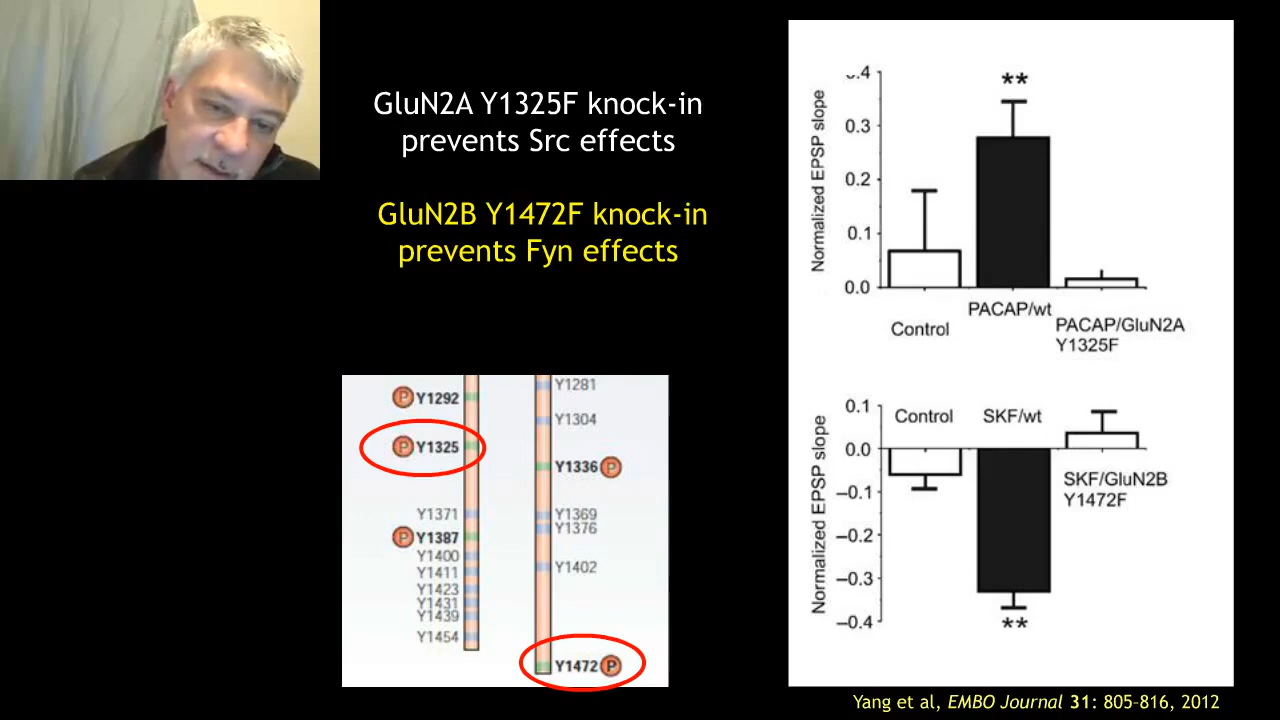 GluN2A Y1325F knock-in
prevents Src effects
GluN2B Y1472F knock-in
prevents Fyn effects
P Y1292
P Y1325
Y1371
P Y1387
Y1400
Y1411
Y1423
Y1431
Y1439
Y1454
Y1281
Y1304
Y1336 P
Y1369
Y1376
Y1402
Y1472 P
Normalized EPSP slope
0.4
0.3
0.2
0.1
0.0
**
Control
PACAP/wt
PACAP/GluN2A
Y1325F
Normalized EPSP slope
0.1
0.0
–0.1
–0.2
–0.3
–0.4
Control
SKF/wt
SKF/GluN2B
Y1472F
**
Yang et al, EMBO Journal 31: 805-816, 2012